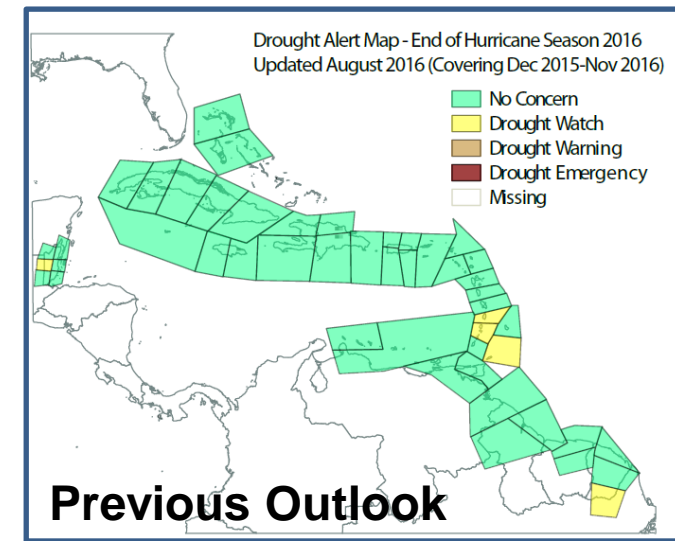 Drought Alert Map - End of Hurricane Season 2016
Updated August 2016 (Covering Dec 2015-Nov 2016)
No Concern
Drought Watch
Drought Warning
Drought Emergency
Missing
Previous Outlook